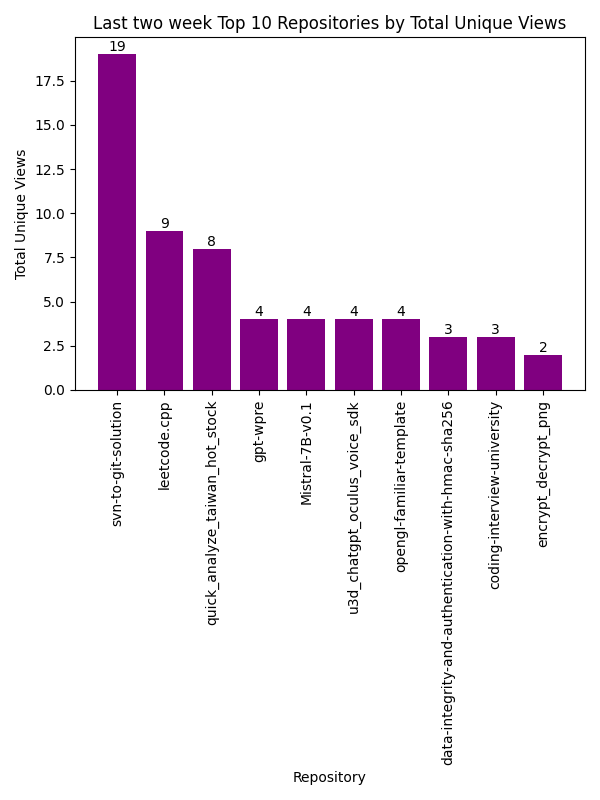 Last two week Top 10 Repositories by Total Unique Views
Total Unique Views
17.5
15.0
12.5
10.0
7.5
5.0
2.5
0.0
19
9
8
4
4
4
4
3
3
2
svn-to-git-solution
leetcode.cpp
quick_analyze_taiwan_hot_stock
gpt-wpre
Mistral-7B-v0.1
u3d_chatgpt_oculus_voice_sdk
opengl-familiar-template
data-integrity-and-authentication-with-hmac-sha256
coding-interview-university
encrypt_decrypt_png
Repository